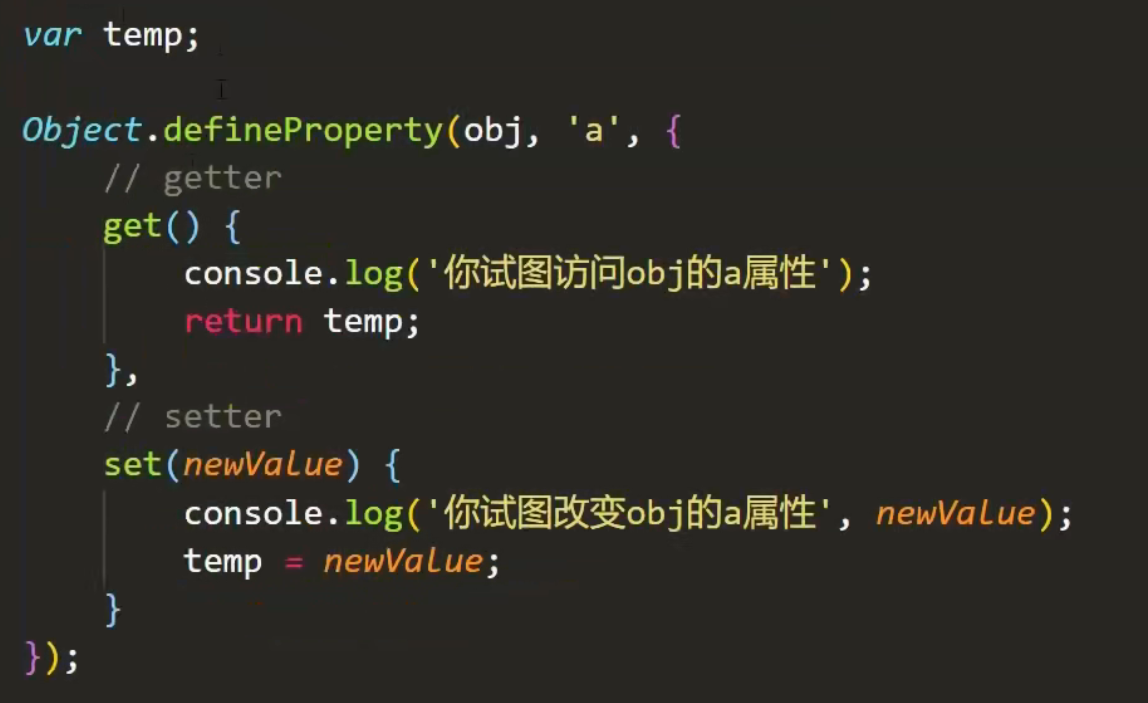 var temp;
Object.defineProperty(obj, 'a', {
// getter
get() {
console.log('你试图访问obj的a属性');
return temp;
},
// setter
set(newValue) {
console.log('你试图改变obj的a属性', newValue);
temp = newValue;
}
});